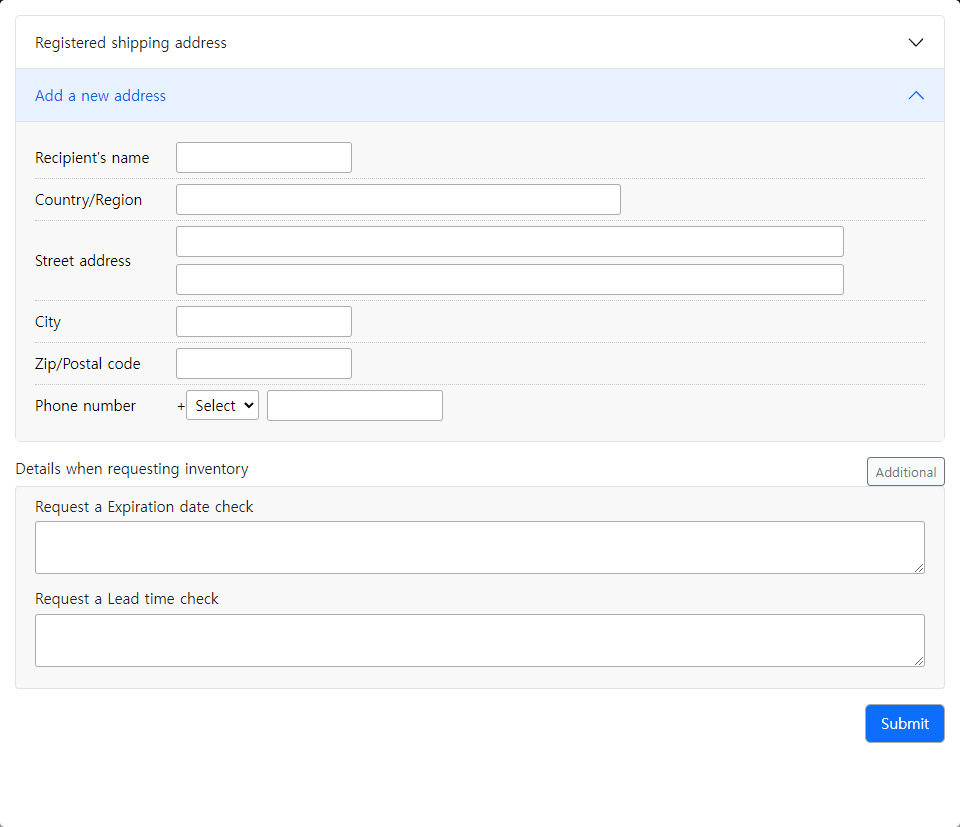 Registered shipping address
Add a new address
Recipient's name
Country/Region
Street address
City
Zip/Postal code
Phone number + Select
Details when requesting inventory Additional
Request a Expiration date check
Request a Lead time check
Submit